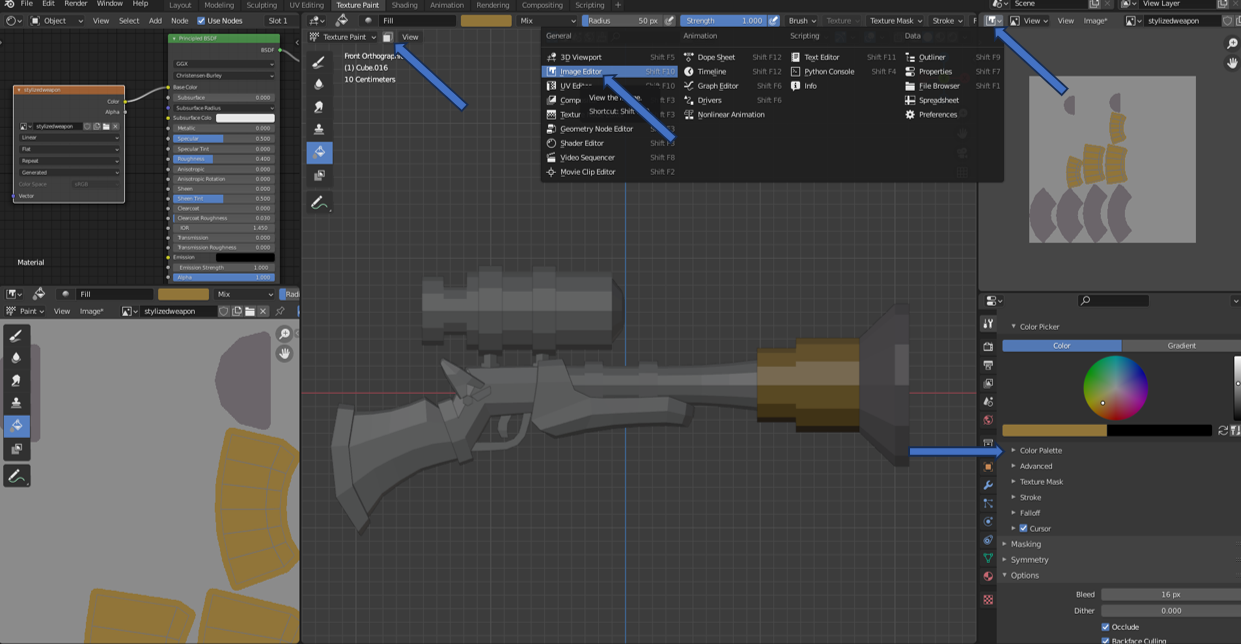 File Edit Render Window Help Layout Modeling Sculpting UV Editing Texture Paint Shading Animation Rendering Compositing Scripting + Scene View Layer
Object View Select Add Node Use Nodes Slot 1 Fill Mix Radius 50 px Strength 1.000 Brush Texture Texture Mask Stroke F View View Image* stylizedweapon
Texture Paint View
General Animation Scripting Data
3D Viewport Shift F5 Dope Sheet Shift F12 Text Editor Shift F11 Outliner Shift F9
Image Editor Shift F10 Timeline Shift F12 Python Console Shift F4 Properties Shift F7
UV Editor Shift F10 Graph Editor Shift F6 Info File Browser Shift F1
Compo Shift F3 Drivers Shift F6 Spreadsheet
Textu Shift F3 Nonlinear Animation Preferences
Geometry Node Editor
Shader Editor Shift F3
Video Sequencer Shift F8
Movie Clip Editor Shift F2
View the
Shortcut: Shift
Front Orthographic
(1) Cube.016
10 Centimeters
Principled BSDF
BSDF
GGX
Christensen-Burley
Base Color
Subsurface 0.000
Subsurface Radius
Subsurface Colo
Metallic 0.000
Specular 0.500
Specular Tint 0.000
Roughness 0.400
Anisotropic 0.000
Anisotropic Rotation 0.000
Sheen 0.000
Sheen Tint 0.500
Clearcoat 0.000
Clearcoat Roughness 0.030
IOR 1.450
Transmission 0.000
Transmission Roughness 0.000
Emission
Emission Strength 1.000
Alpha 1.000
stylizedweapon
Color
Alpha
stylizedweapon
Linear
Flat
Repeat
Generated
Color Space sRGB
Vector
Material
Fill Mix Radi
Paint View Image* stylizedweapon
Color Picker
Color Gradient
Color Palette
Advanced
Texture Mask
Stroke
Falloff
Cursor
Masking
Symmetry
Options
Bleed 16 px
Dither 0.000
Occlude
Backface Culling